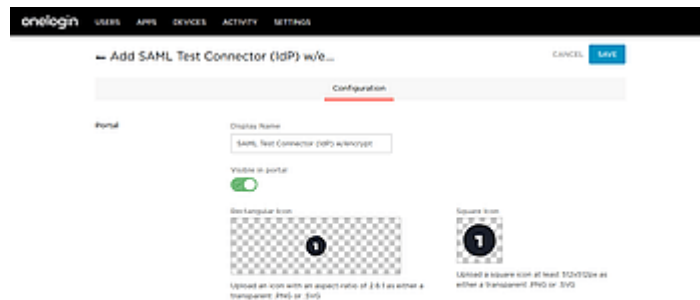 onelogin USERS APPS DEVICES ACTIVITY SETTINGS
← Add SAML Test Connector (IdP) w/e... CANCEL SAVE
Configuration
Portal
Display Name
SAML Test Connector (IdP) w/encrypt
Visible in portal
Rectangular Icon
Square Icon
1
1
Upload an icon with an aspect ratio of 2.6:1 as either a
transparent .PNG or .SVG
Upload a square icon at least 512x512px as
either a transparent .PNG or .SVG